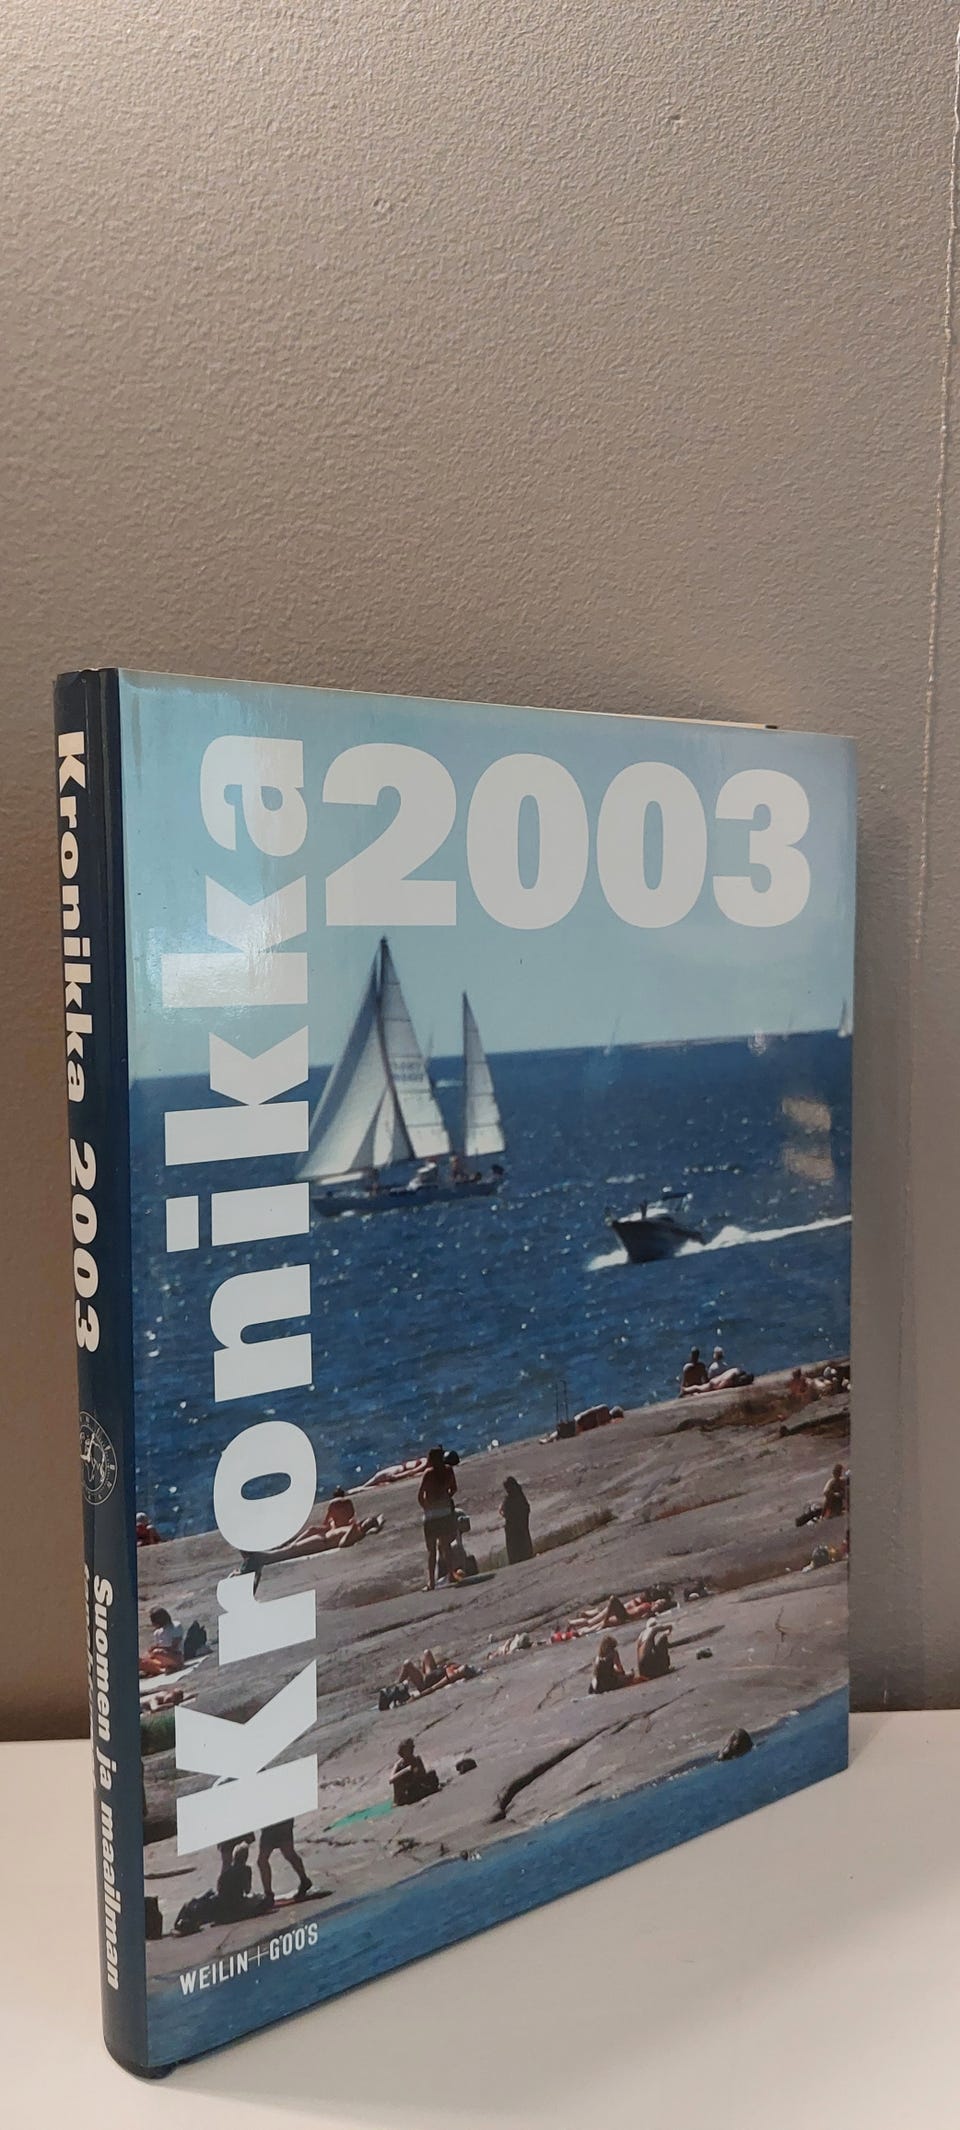 Kronikka 2003
Suomen ja maailman
Kronikka
2003
WEILIN+GÖÖS